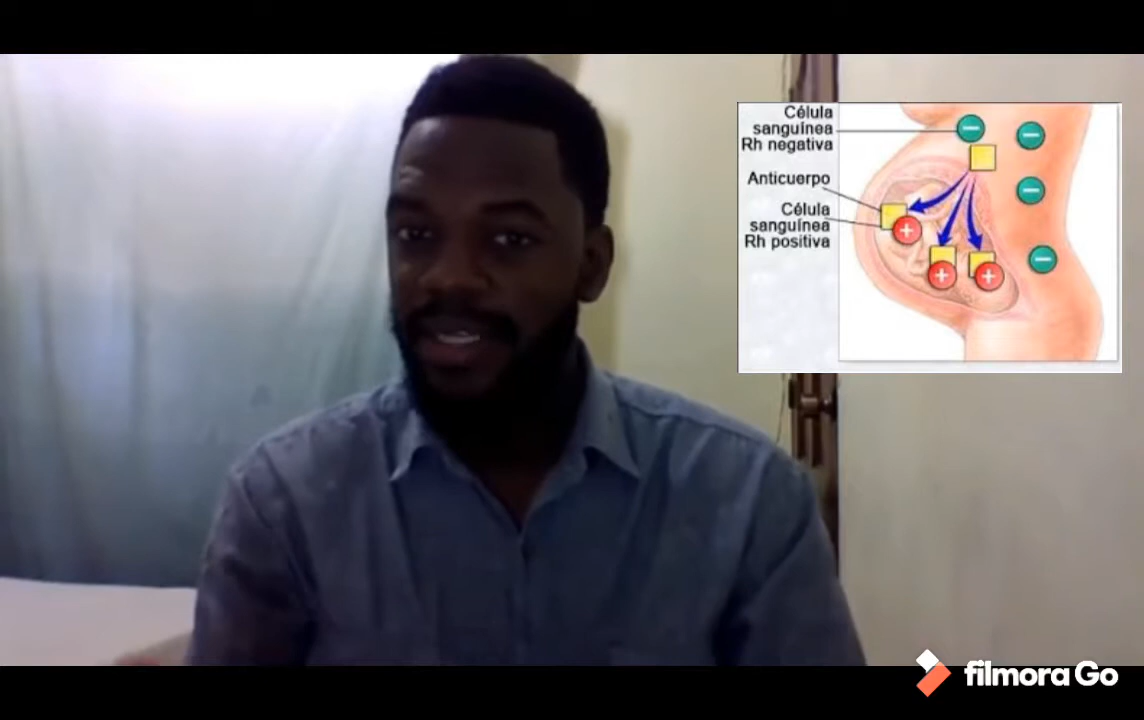 Célula
sanguínea
Rh negativa
Anticuerpo
Célula
sanguínea
Rh positiva
filmora Go